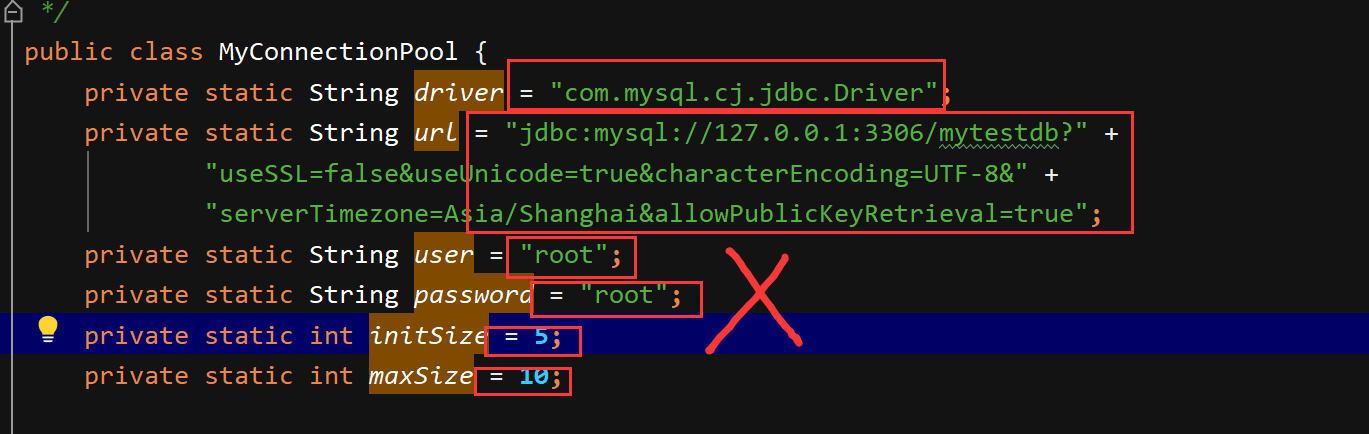 */
public class MyConnectionPool {
private static String driver = "com.mysql.cj.jdbc.Driver";
private static String url = "jdbc:mysql://127.0.0.1:3306/mytestdb?" +
"useSSL=false&useUnicode=true&characterEncoding=UTF-8&" +
"serverTimezone=Asia/Shanghai&allowPublicKeyRetrieval=true";
private static String user = "root";
private static String password = "root";
private static int initSize = 5;
private static int maxSize = 10;